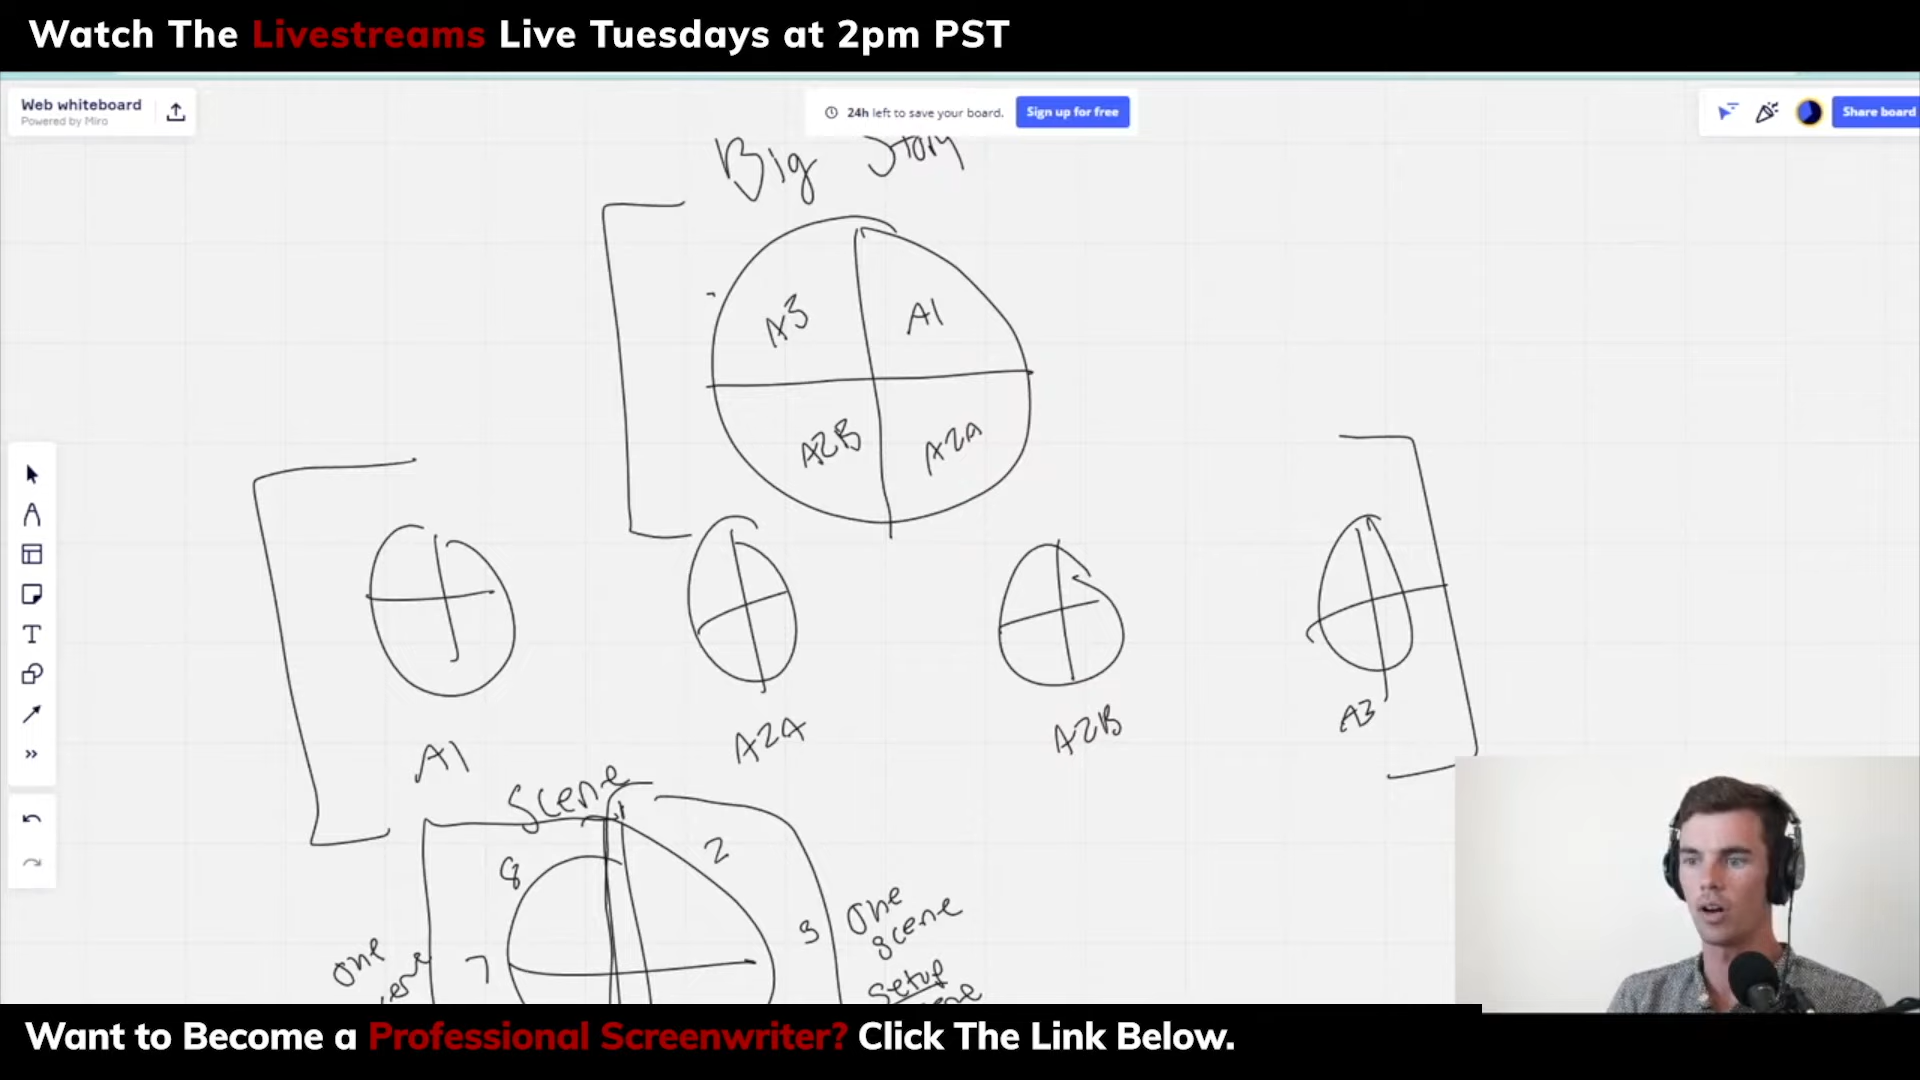 Watch The Livestreams Live Tuesdays at 2pm PST
Web whiteboard
Powered by Miro
24h left to save your board.
Sign up for free
Share board
Big Story
A3
A1
A2B
A2A
A1
A2A
A2B
A3
Scene
1
2
8
3
7
One
scene
One
Setup
Want to Become a Professional Screenwriter? Click The Link Below.